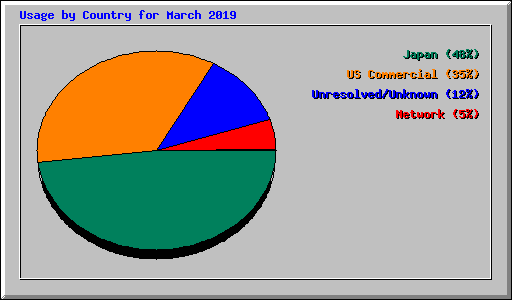 Usage by Country for March 2019
Japan (48%)
US Commercial (35%)
Unresolved/Unknown (12%)
Network (5%)